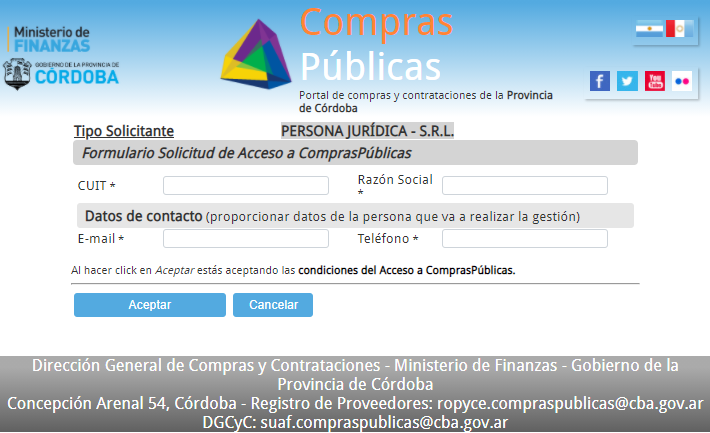 Ministerio de
FINANZAS
GOBIERNO DE LA PROVINCIA DE
CÓRDOBA
Compras
Públicas
Portal de compras y contrataciones de la Provincia
de Córdoba
f
You
Tube
Tipo Solicitante PERSONA JURÍDICA - S.R.L.
Formulario Solicitud de Acceso a ComprasPúblicas
CUIT * Razón Social
*
Datos de contacto (proporcionar datos de la persona que va a realizar la gestión)
E-mail * Teléfono *
Al hacer click en Aceptar estás aceptando las condiciones del Acceso a ComprasPúblicas.
Aceptar Cancelar
Dirección General de Compras y Contrataciones - Ministerio de Finanzas - Gobierno de la
Provincia de Córdoba
Concepción Arenal 54, Córdoba - Registro de Proveedores: ropyce.compraspublicas@cba.gov.ar
DGCyC: suaf.compraspublicas@cba.gov.ar